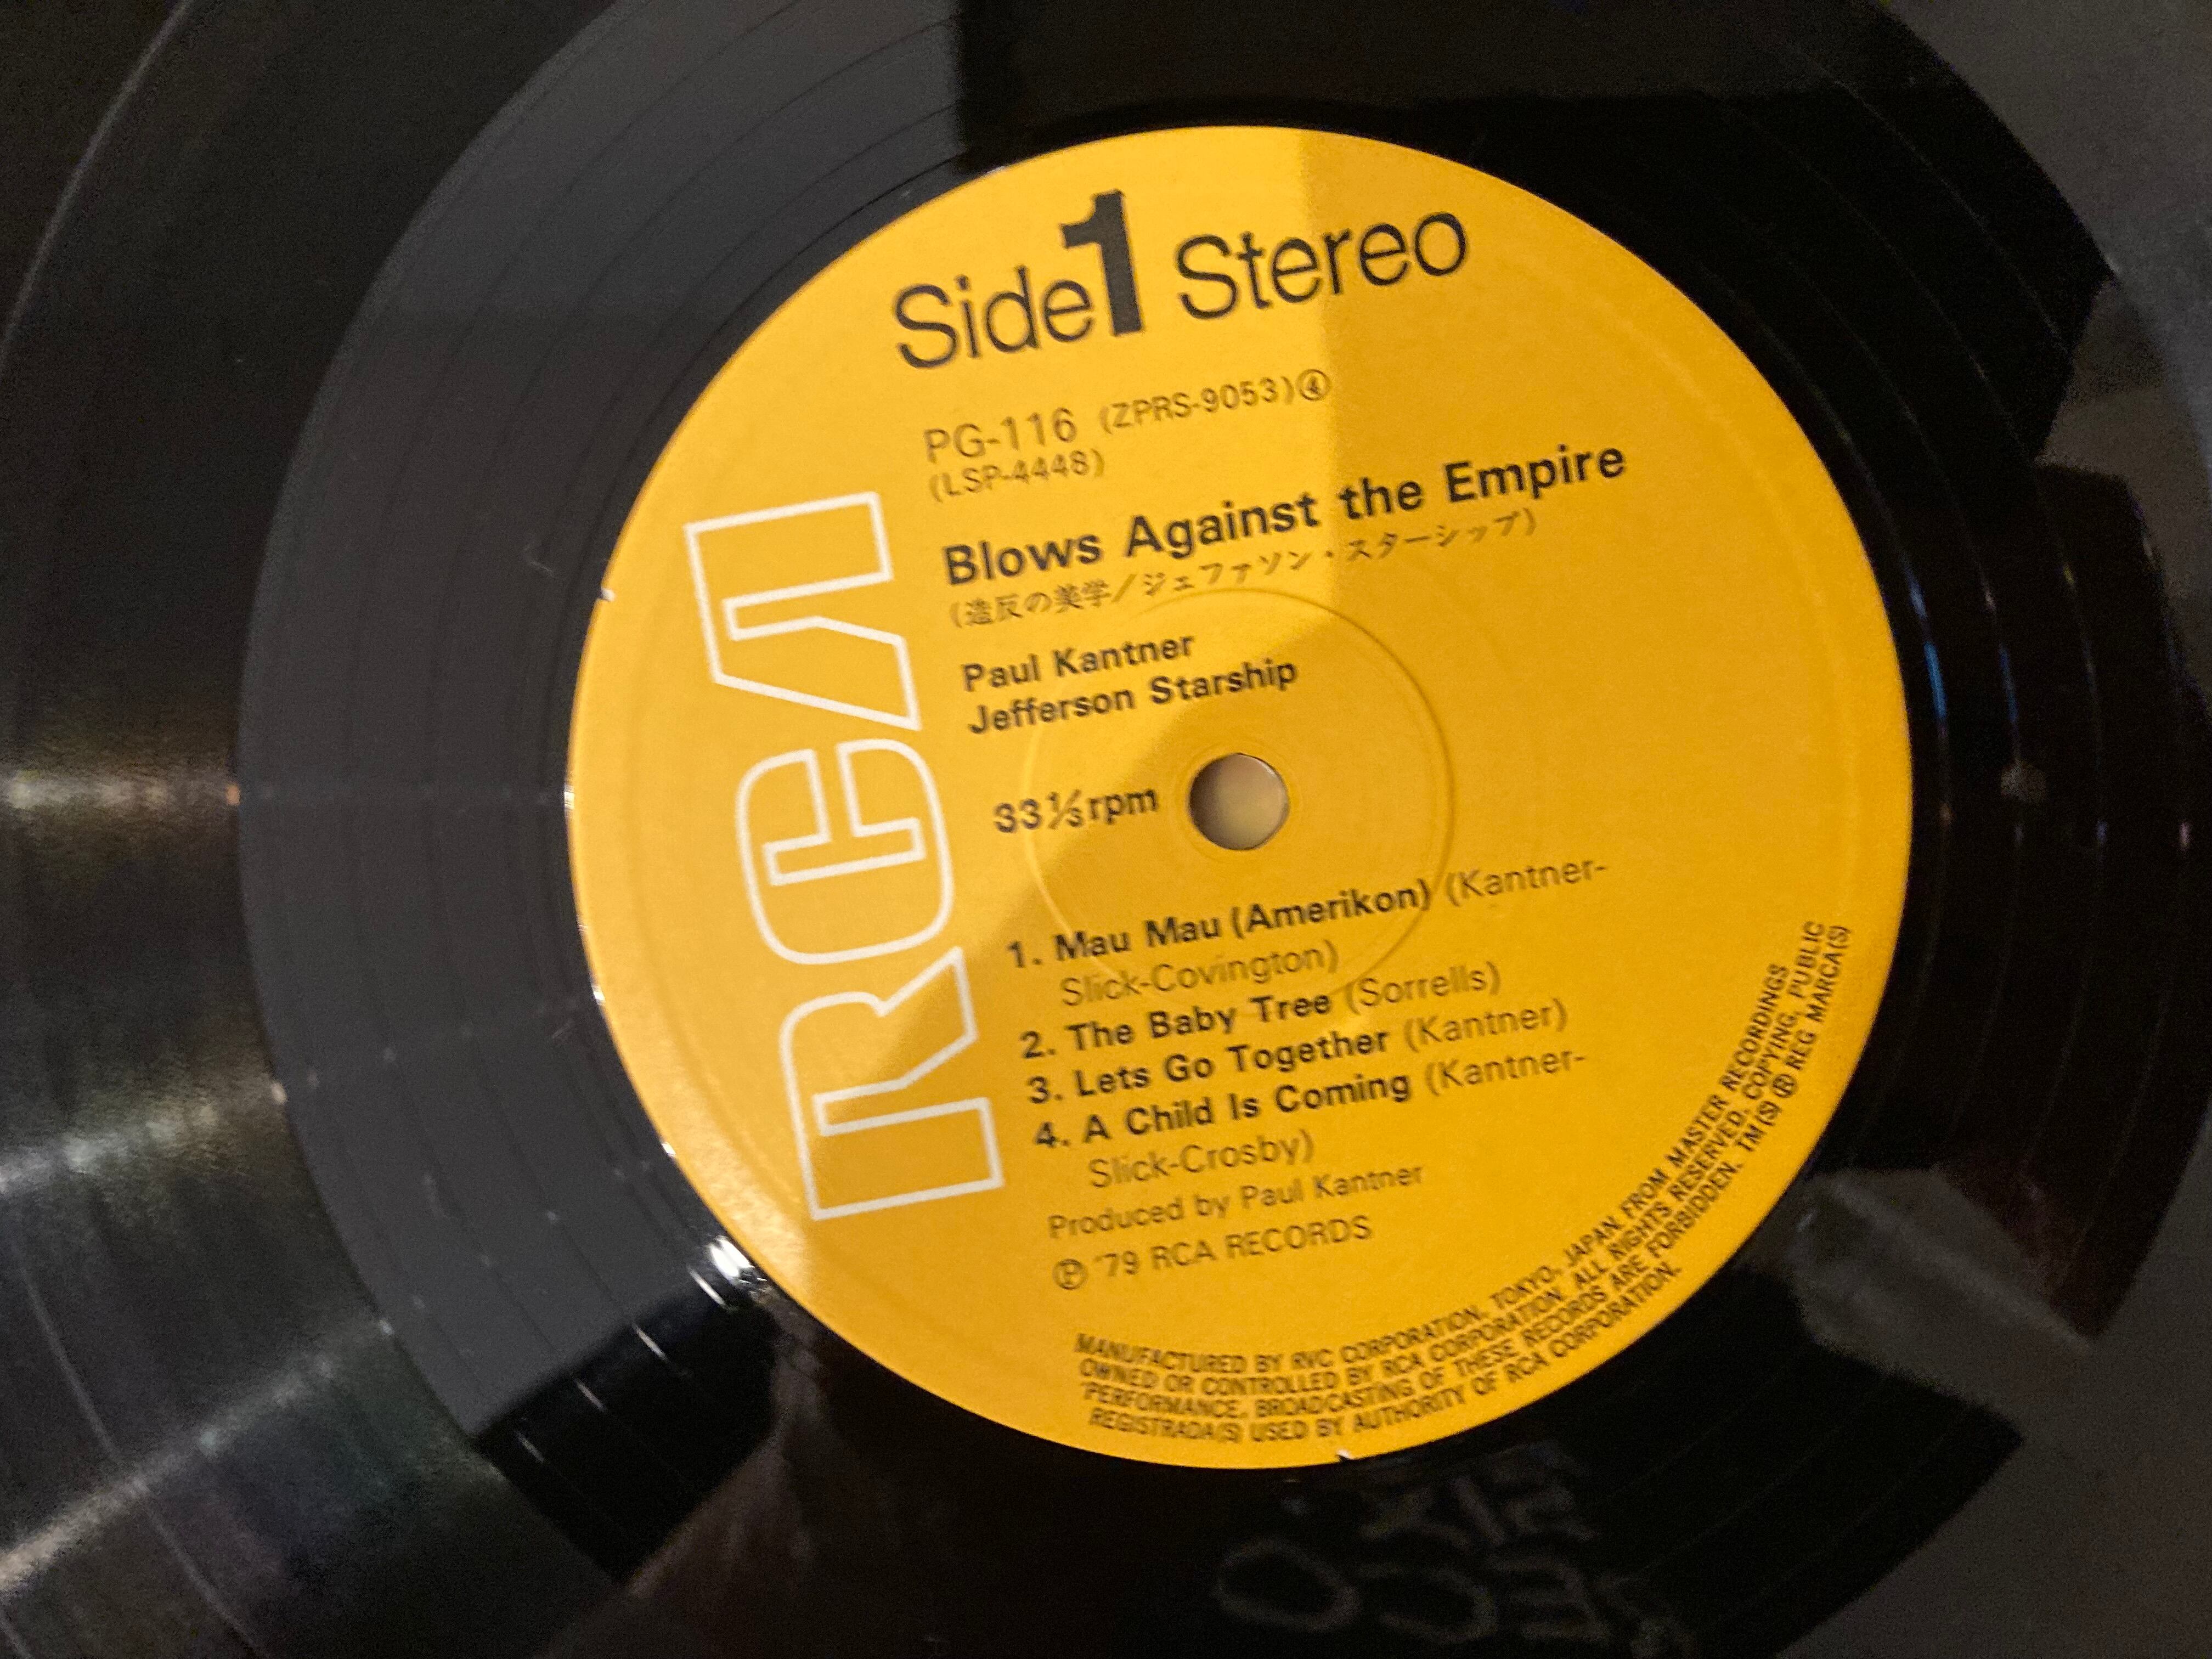 Side 1 Stereo
PG-116 (ZPRS-9053)④
(LSP-4448)
Blows Against the Empire
(造反の美学/ジェファソン・スターシップ)
Paul Kantner
Jefferson Starship
33⅓rpm
RCA
1. Mau Mau (Amerikon) (Kantner-
Slick-Covington)
2. The Baby Tree (Sorrells)
3. Lets Go Together (Kantner)
4. A Child Is Coming (Kantner-
Slick-Crosby)
Produced by Paul Kantner
Ⓟ '79 RCA RECORDS
MANUFACTURED BY RVC CORPORATION, TOKYO, JAPAN. FROM MASTER RECORDINGS
OWNED OR CONTROLLED BY RCA CORPORATION. ALL RIGHTS RESERVED. COPYING, PUBLIC
PERFORMANCE, BROADCASTING OF THESE RECORDS ARE FORBIDDEN. TM(S) ® REG MARCA(S)
REGISTRADA(S) USED BY AUTHORITY OF RCA CORPORATION.